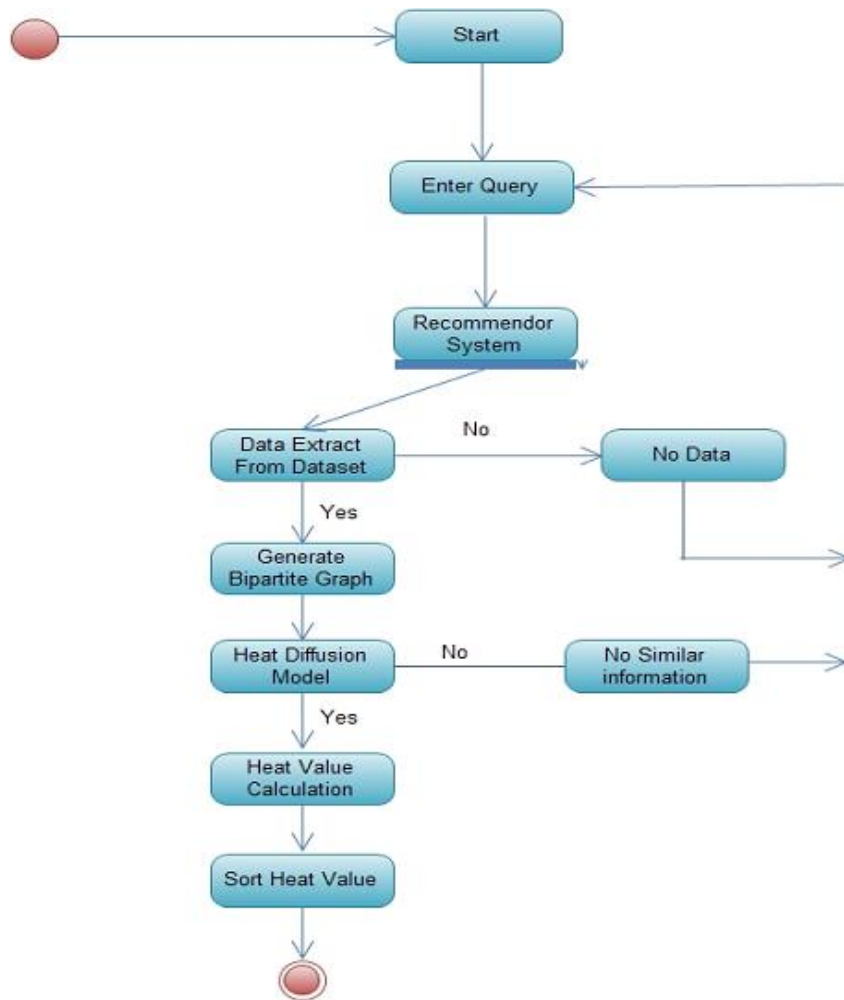 Start
Enter Query
Recommendor
System
Data Extract
From Dataset
No
No Data
Yes
Generate
Bipartite Graph
Heat Diffusion
Model
No
No Similar
information
Yes
Heat Value
Calculation
Sort Heat Value